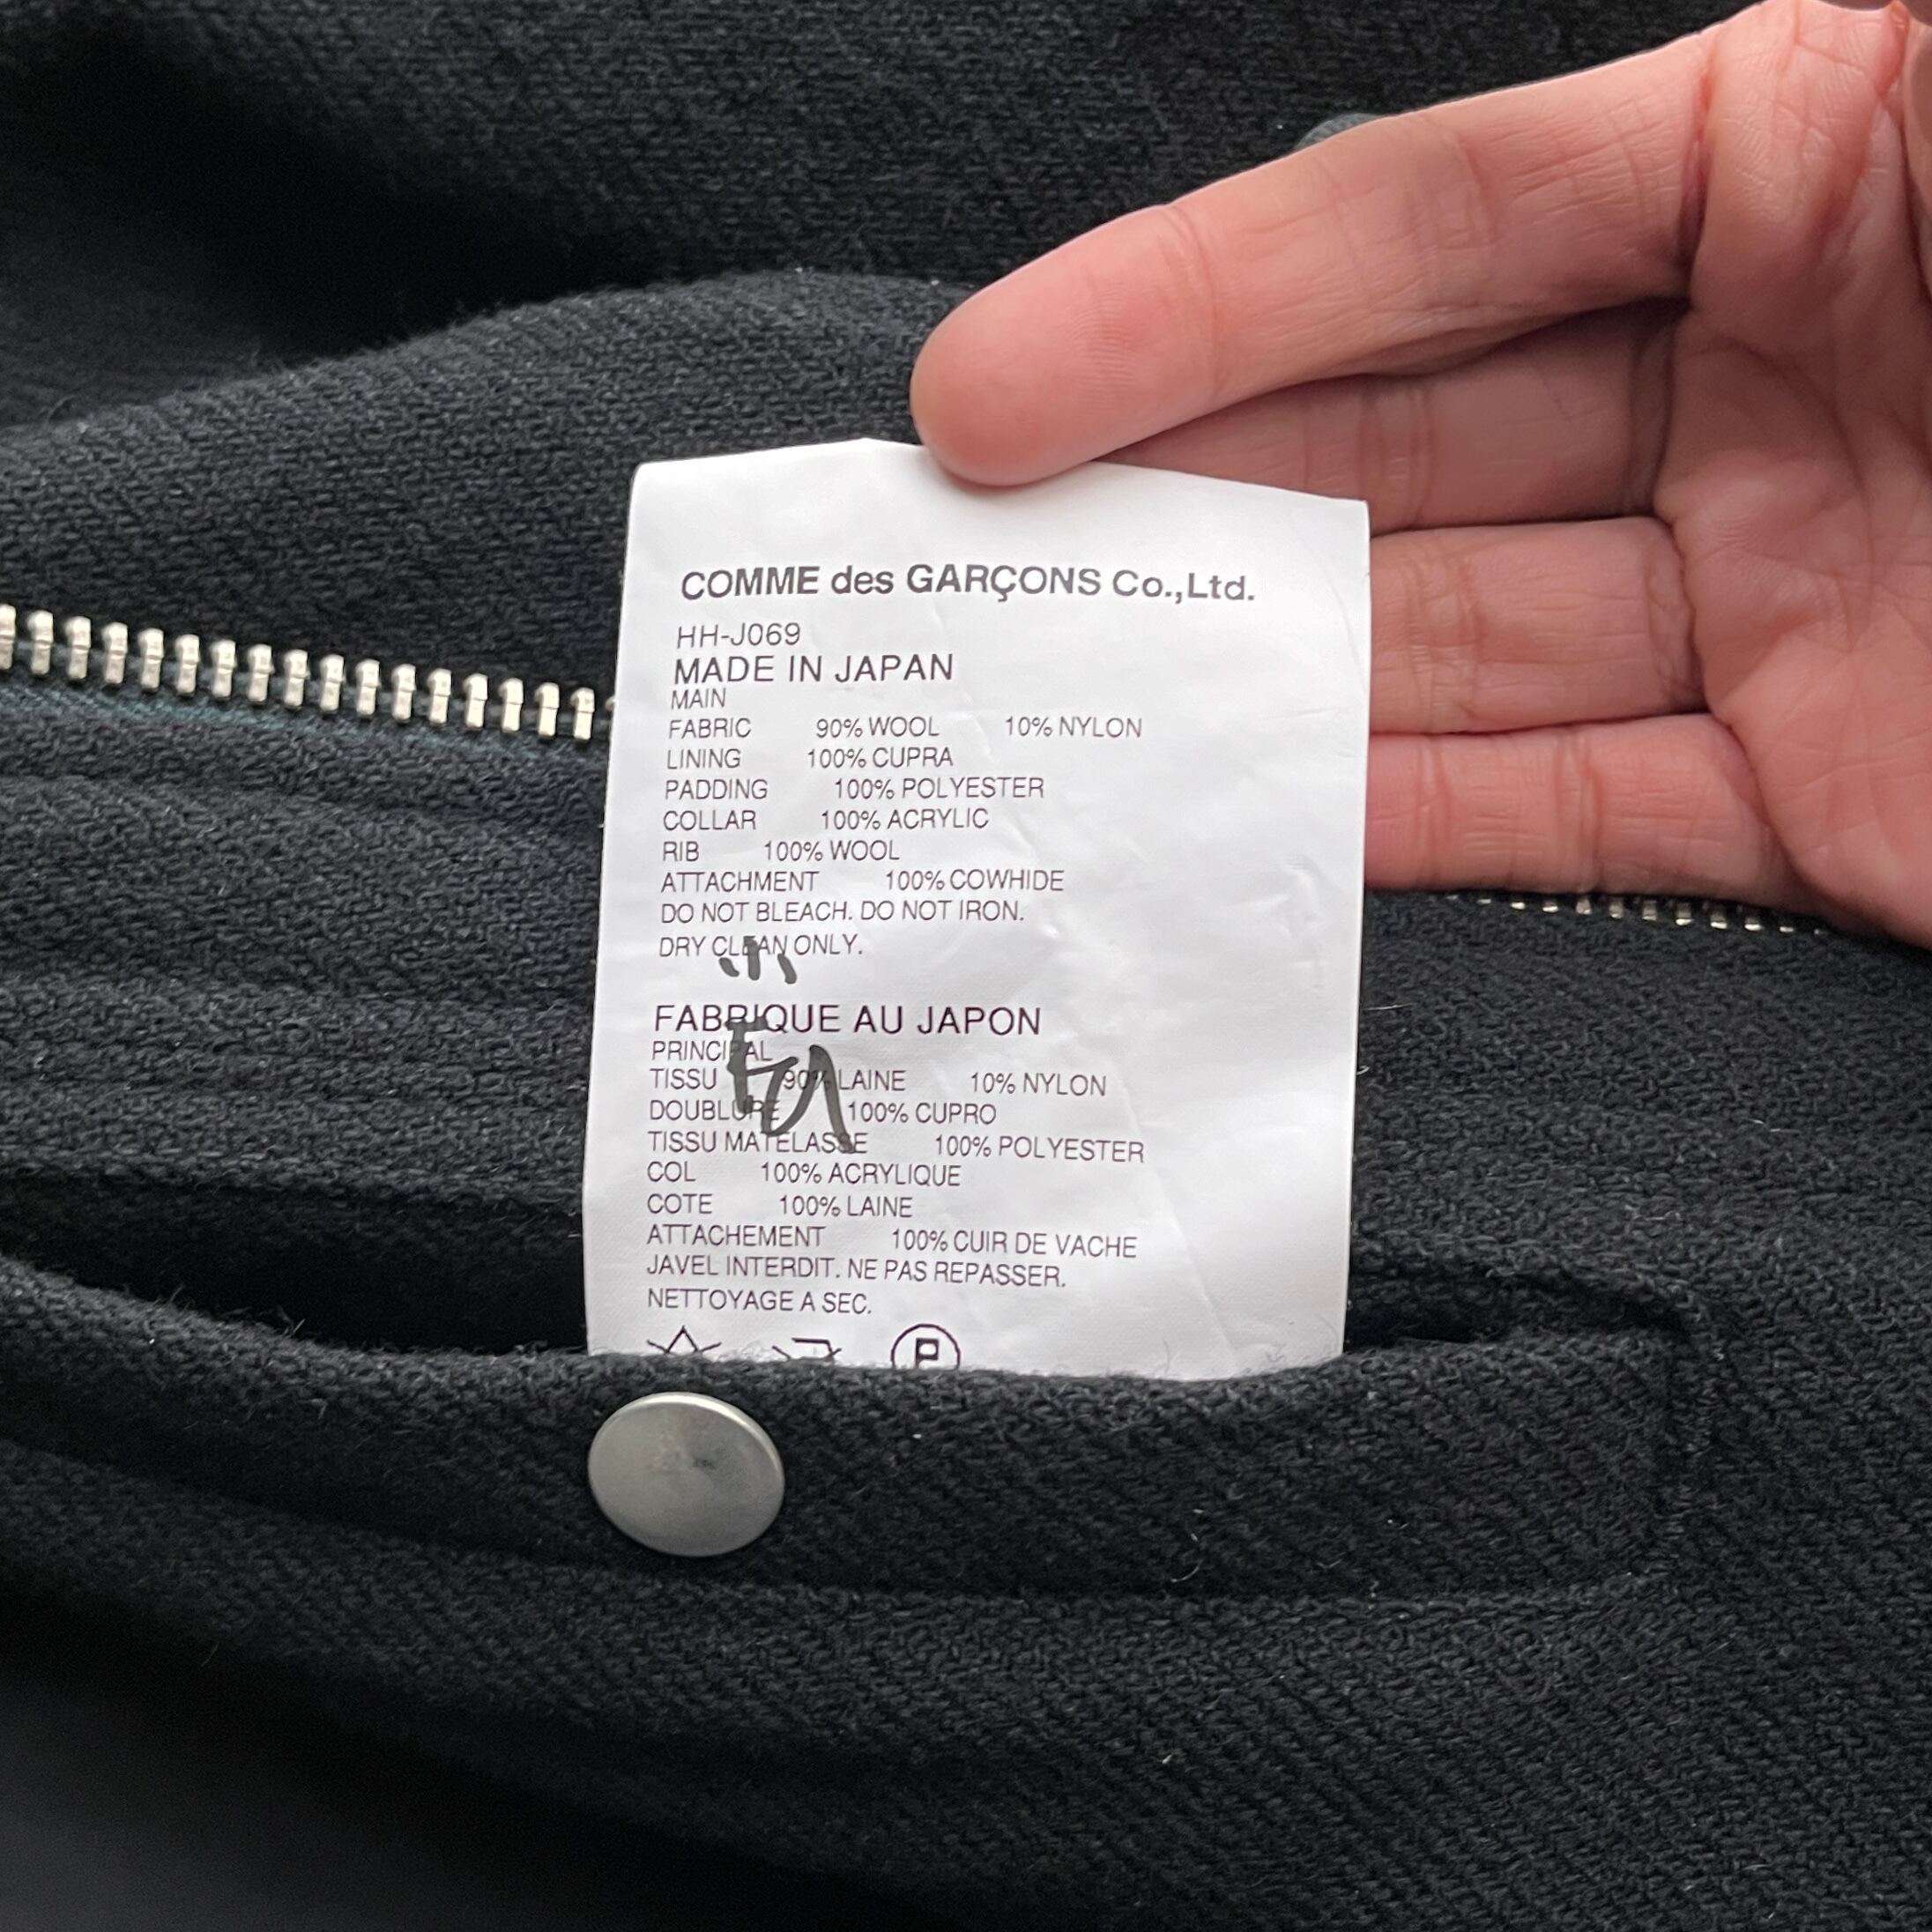 COMME des GARÇONS Co.,Ltd.
HH-J069
MADE IN JAPAN
MAIN
FABRIC 90% WOOL 10% NYLON
LINING 100% CUPRA
PADDING 100% POLYESTER
COLLAR 100% ACRYLIC
RIB 100% WOOL
ATTACHMENT 100% COWHIDE
DO NOT BLEACH. DO NOT IRON.
DRY CLEAN ONLY.
FABRIQUE AU JAPON
PRINCIPAL
TISSU 90% LAINE 10% NYLON
DOUBLURE 100% CUPRO
TISSU MATELASSE 100% POLYESTER
COL 100% ACRYLIQUE
COTE 100% LAINE
ATTACHEMENT 100% CUIR DE VACHE
JAVEL INTERDIT. NE PAS REPASSER.
NETTOYAGE A SEC.
P